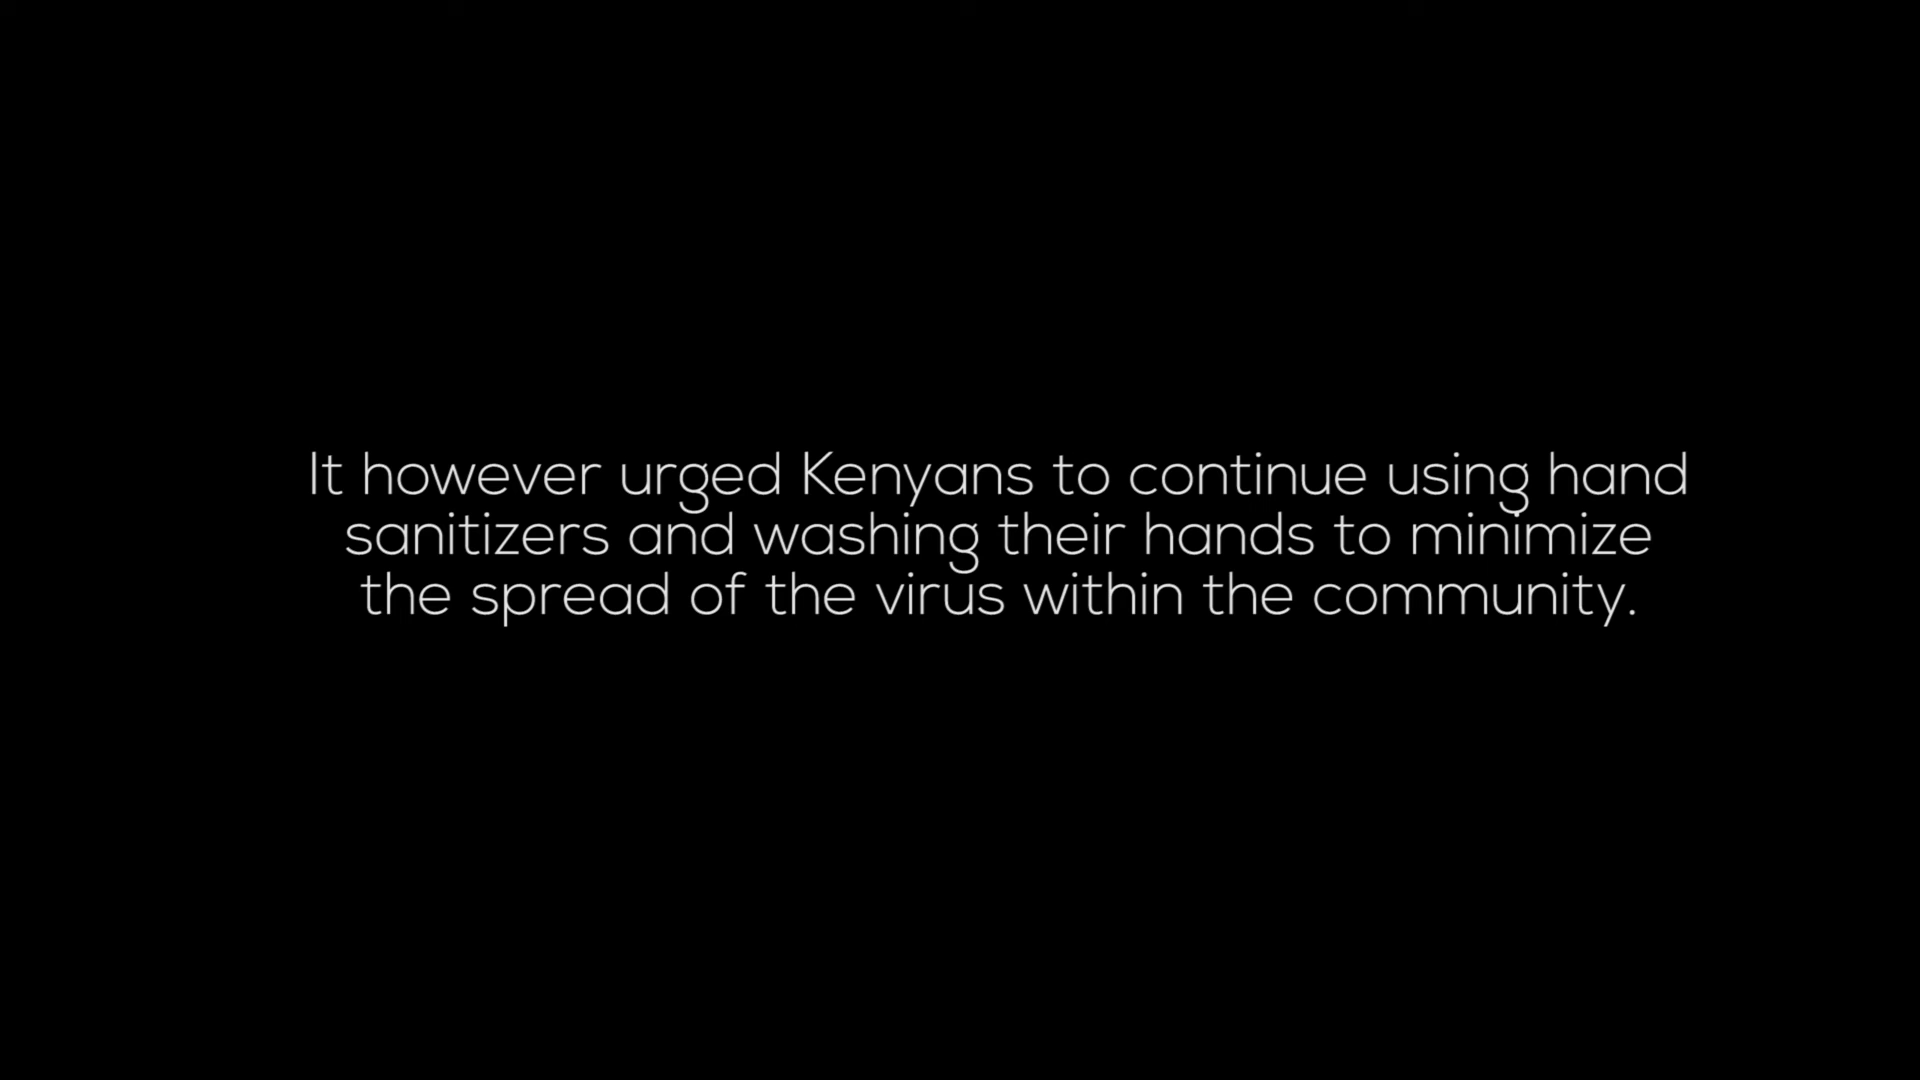 It however urged Kenyans to continue using hand
sanitizers and washing their hands to minimize
the spread of the virus within the community.